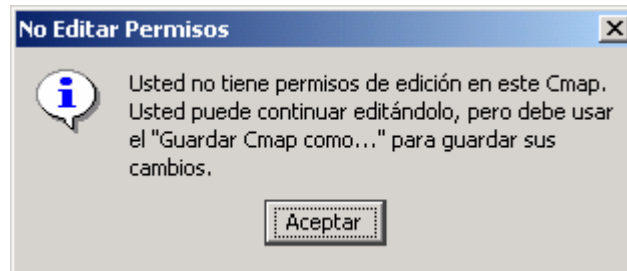 No Editar Permisos
Usted no tiene permisos de edición en este Cmap.
Usted puede continuar editándolo, pero debe usar
el "Guardar Cmap como..." para guardar sus
cambios.
Aceptar